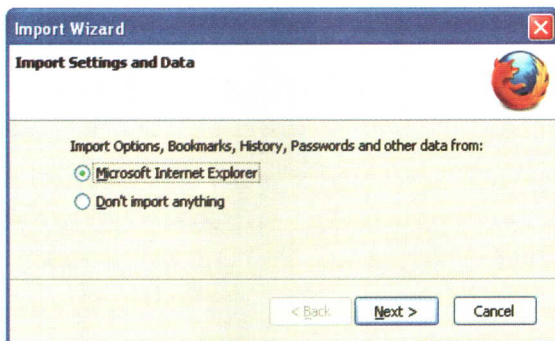 Import Wizard
Import Settings and Data
Import Options, Bookmarks, History, Passwords and other data from:
Microsoft Internet Explorer
Don't import anything
< Back Next > Cancel